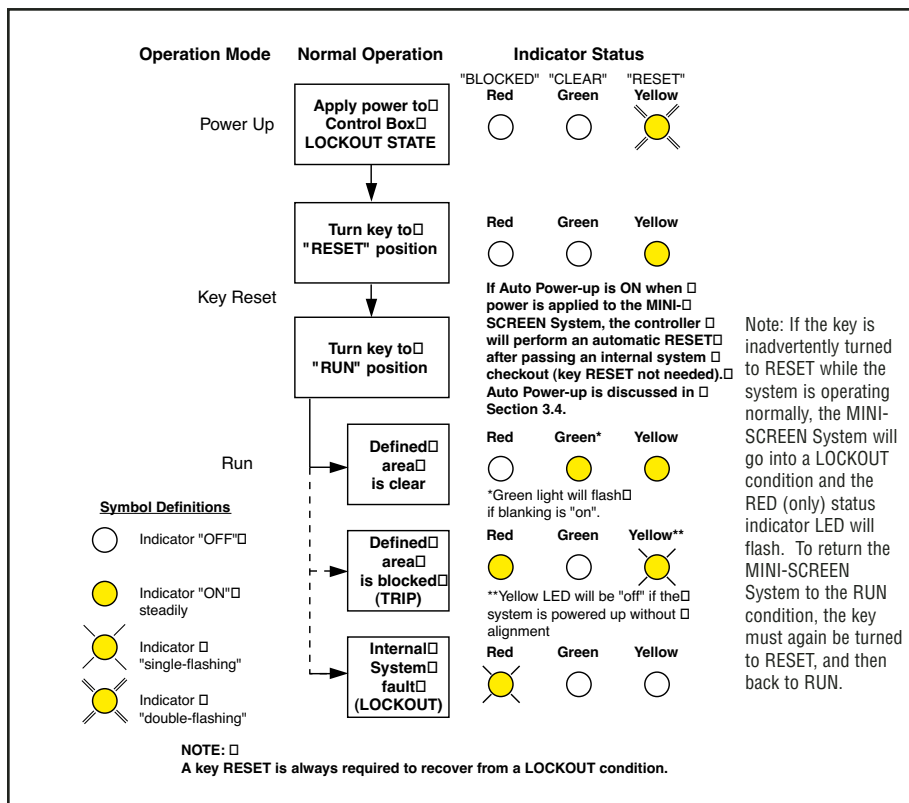 Operation Mode
Normal Operation
Indicator Status
"BLOCKED" "CLEAR" "RESET"
Red Green Yellow
Power Up
Apply power to□
Control Box□
LOCKOUT STATE
Turn key to□
"RESET" position
Red Green Yellow
Key Reset
Turn key to□
"RUN" position
If Auto Power-up is ON when □
power is applied to the MINI-□
SCREEN System, the controller □
will perform an automatic RESET□
after passing an internal system □
checkout (key RESET not needed).□
Auto Power-up is discussed in □
Section 3.4.
Note: If the key is
inadvertently turned
to RESET while the
system is operating
normally, the MINI-
SCREEN System will
go into a LOCKOUT
condition and the
RED (only) status
indicator LED will
flash. To return the
MINI-SCREEN
System to the RUN
condition, the key
must again be turned
to RESET, and then
back to RUN.
Run
Defined□
area□
is clear
Red Green* Yellow
*Green light will flash□
if blanking is "on".
Defined□
area□
is blocked□
(TRIP)
Red Green Yellow**
**Yellow LED will be "off" if the□
system is powered up without □
alignment
Internal□
System□
fault□
(LOCKOUT)
Red Green Yellow
Symbol Definitions
Indicator "OFF"□
Indicator "ON"□
steadily
Indicator □
"single-flashing"
Indicator □
"double-flashing"
NOTE: □
A key RESET is always required to recover from a LOCKOUT condition.